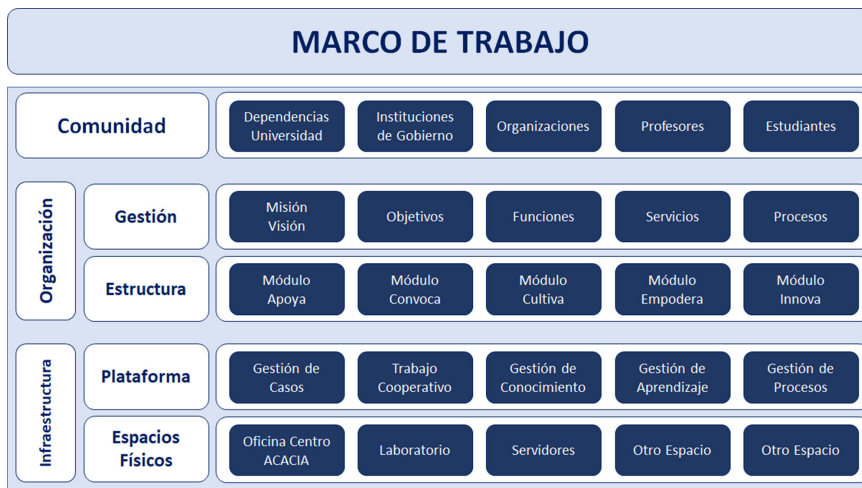 MARCO DE TRABAJO
Comunidad
Dependencias
Universidad
Instituciones
de Gobierno
Organizaciones
Profesores
Estudiantes
Organización
Gestión
Misión
Visión
Objetivos
Funciones
Servicios
Procesos
Estructura
Módulo
Apoya
Módulo
Convoca
Módulo
Cultiva
Módulo
Empodera
Módulo
Innova
Infraestructura
Plataforma
Gestión de
Casos
Trabajo
Cooperativo
Gestión de
Conocimiento
Gestión de
Aprendizaje
Gestión de
Procesos
Espacios
Físicos
Oficina Centro
ACACIA
Laboratorio
Servidores
Otro Espacio
Otro Espacio